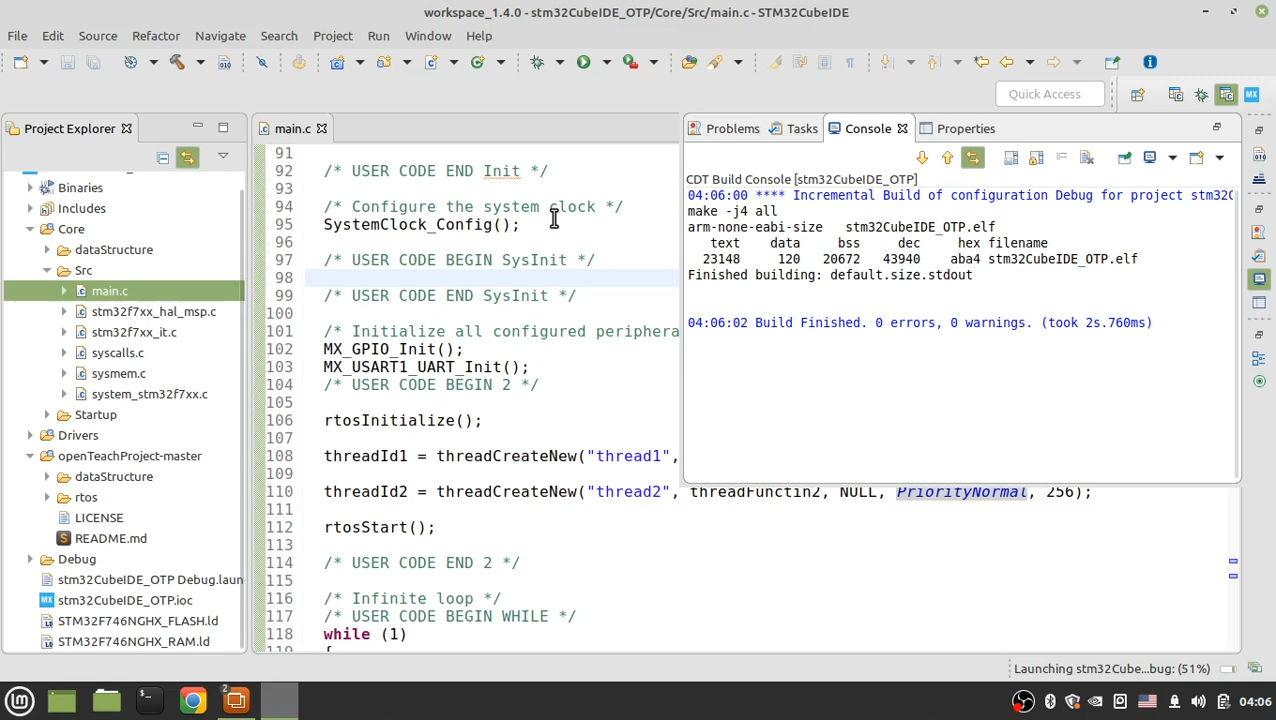 workspace_1.4.0 - stm32CubeIDE_OTP/Core/Src/main.c - STM32CubeIDE
File Edit Source Refactor Navigate Search Project Run Window Help
Quick Access
MX
Project Explorer
Binaries
Includes
Core
dataStructure
Src
main.c
stm32f7xx_hal_msp.c
stm32f7xx_it.c
syscalls.c
sysmem.c
system_stm32f7xx.c
Startup
Drivers
openTeachProject-master
dataStructure
rtos
LICENSE
README.md
Debug
stm32CubeIDE_OTP Debug.laun
MX stm32CubeIDE_OTP.ioc
STM32F746NGHX_FLASH.ld
STM32F746NGHX_RAM.ld
main.c
91
92 /* USER CODE END Init */
93
94 /* Configure the system clock */
95 SystemClock_Config();
96
97 /* USER CODE BEGIN SysInit */
98
99 /* USER CODE END SysInit */
100
101 /* Initialize all configured periphera
102 MX_GPIO_Init();
103 MX_USART1_UART_Init();
104 /* USER CODE BEGIN 2 */
105
106 rtosInitialize();
107
108 threadId1 = threadCreateNew("thread1",
109
110 threadId2 = threadCreateNew("thread2", threadFunctin2, NULL, PriorityNormal, 256);
111
112 rtosStart();
113
114 /* USER CODE END 2 */
115
116 /* Infinite loop */
117 /* USER CODE BEGIN WHILE */
118 while (1)
119 {
Problems Tasks Console Properties
CDT Build Console [stm32CubeIDE_OTP]
04:06:00 **** Incremental Build of configuration Debug for project stm32C
make -j4 all
arm-none-eabi-size stm32CubeIDE_OTP.elf
text data bss dec hex filename
23148 120 20672 43940 aba4 stm32CubeIDE_OTP.elf
Finished building: default.size.stdout
04:06:02 Build Finished. 0 errors, 0 warnings. (took 2s.760ms)
Launching stm32Cube...bug: (51%)
2
04:06